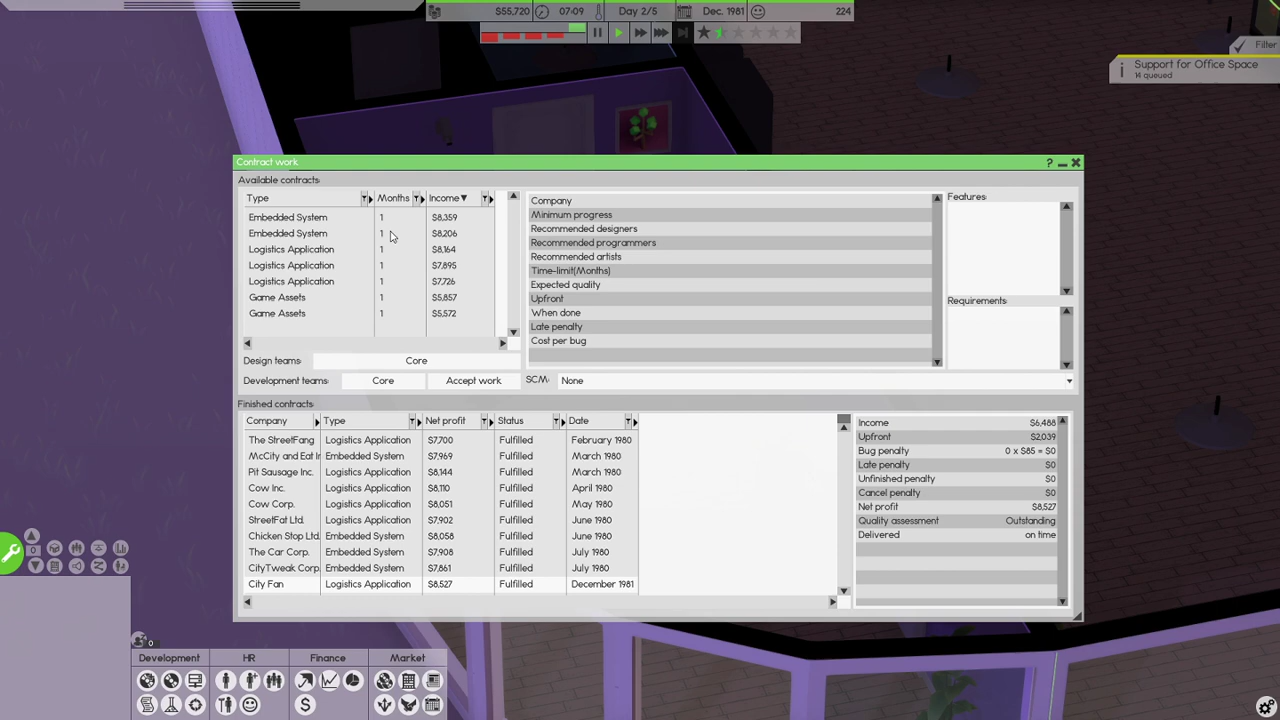 $55,720 07:09 Day 2/5 Dec. 1981 224
Filter
Support for Office Space
14 queued
Contract work ?
Available contracts:
Type Months Income
Embedded System 1 $8,359
Embedded System 1 $8,206
Logistics Application 1 $8,164
Logistics Application 1 $7,895
Logistics Application 1 $7,726
Game Assets 1 $5,857
Game Assets 1 $5,572
Company
Minimum progress
Recommended designers
Recommended programmers
Recommended artists
Time-limit(Months)
Expected quality
Upfront
When done
Late penalty
Cost per bug
Features:
Requirements:
Design teams: Core
Development teams: Core Accept work SCM: None
Finished contracts:
Company Type Net profit Status Date
The StreetFang Logistics Application $7,700 Fulfilled February 1980
McCity and Eat In Embedded System $7,969 Fulfilled March 1980
Pit Sausage Inc. Logistics Application $8,144 Fulfilled March 1980
Cow Inc. Logistics Application $8,110 Fulfilled April 1980
Cow Corp. Logistics Application $8,051 Fulfilled May 1980
StreetFat Ltd. Logistics Application $7,902 Fulfilled June 1980
Chicken Stop Ltd. Embedded System $8,058 Fulfilled June 1980
The Car Corp. Embedded System $7,908 Fulfilled July 1980
CityTweak Corp. Embedded System $7,861 Fulfilled July 1980
City Fan Logistics Application $8,527 Fulfilled December 1981
Income $6,488
Upfront $2,039
Bug penalty 0 x $85 = $0
Late penalty $0
Unfinished penalty $0
Cancel penalty $0
Net profit $8,527
Quality assessment Outstanding
Delivered on time
0
Development HR Finance Market